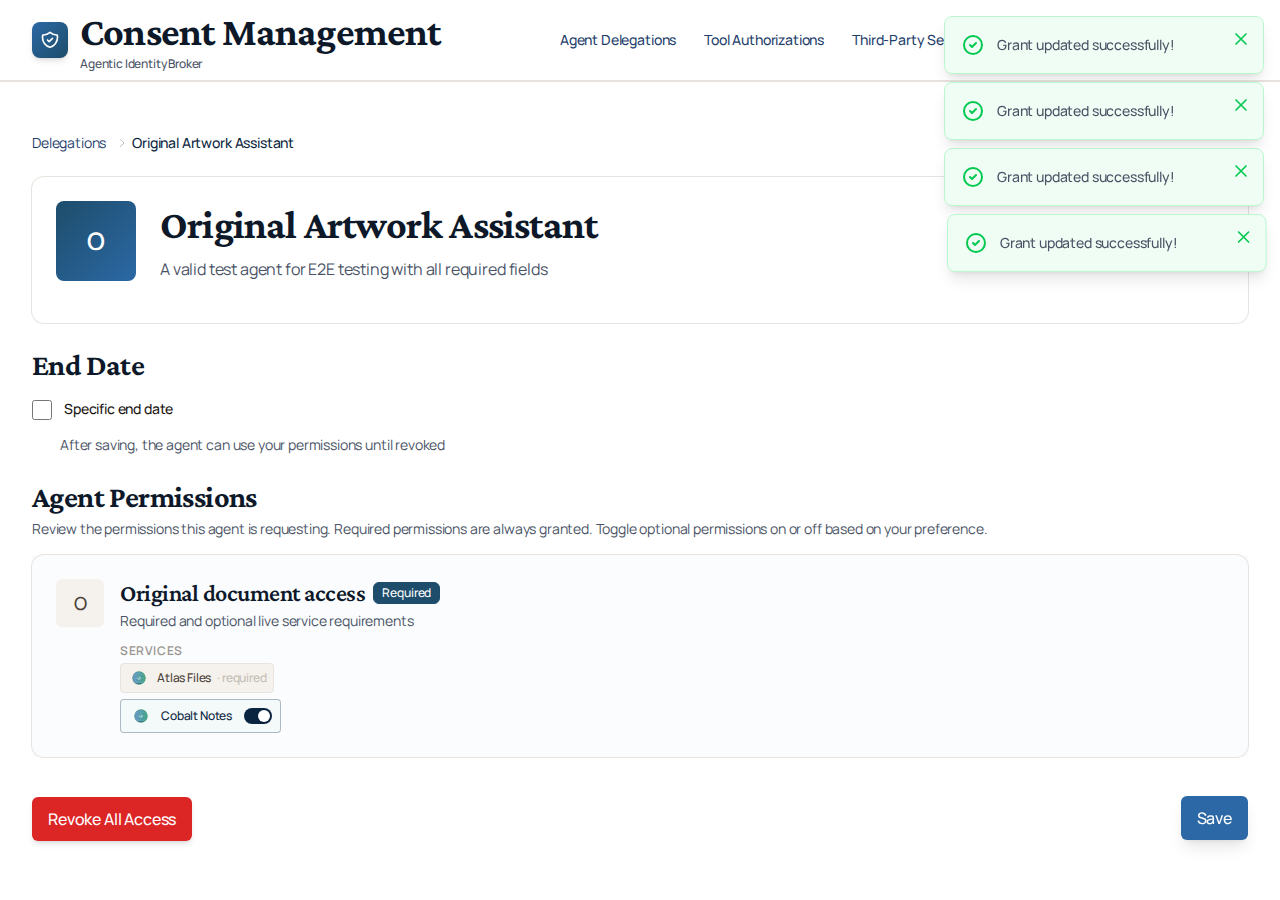 Consent Management
Agentic Identity Broker
Agent Delegations
Tool Authorizations
Third-Party Se
Grant updated successfully!
Grant updated successfully!
Grant updated successfully!
Grant updated successfully!
Delegations
Original Artwork Assistant
O
Original Artwork Assistant
A valid test agent for E2E testing with all required fields
End Date
Specific end date
After saving, the agent can use your permissions until revoked
Agent Permissions
Review the permissions this agent is requesting. Required permissions are always granted. Toggle optional permissions on or off based on your preference.
O
Original document access
Required
Required and optional live service requirements
SERVICES
Atlas Files · required
Cobalt Notes
Revoke All Access
Save